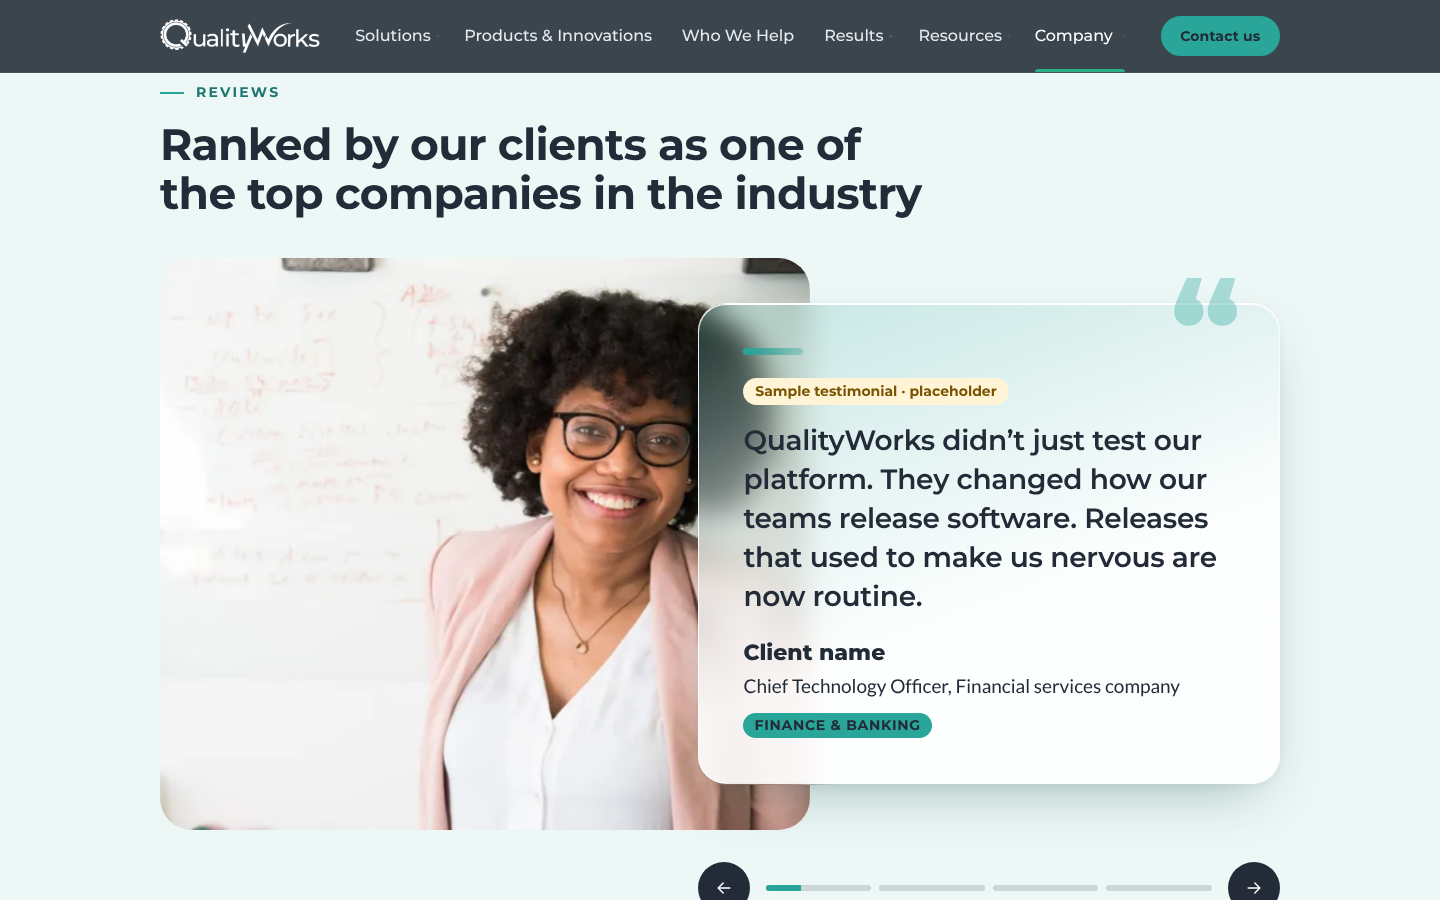 QualityWorks
Solutions
Products & Innovations
Who We Help
Results
Resources
Company
Contact us
REVIEWS
Ranked by our clients as one of
the top companies in the industry
“
Sample testimonial · placeholder
QualityWorks didn’t just test our
platform. They changed how our
teams release software. Releases
that used to make us nervous are
now routine.
Client name
Chief Technology Officer, Financial services company
FINANCE & BANKING